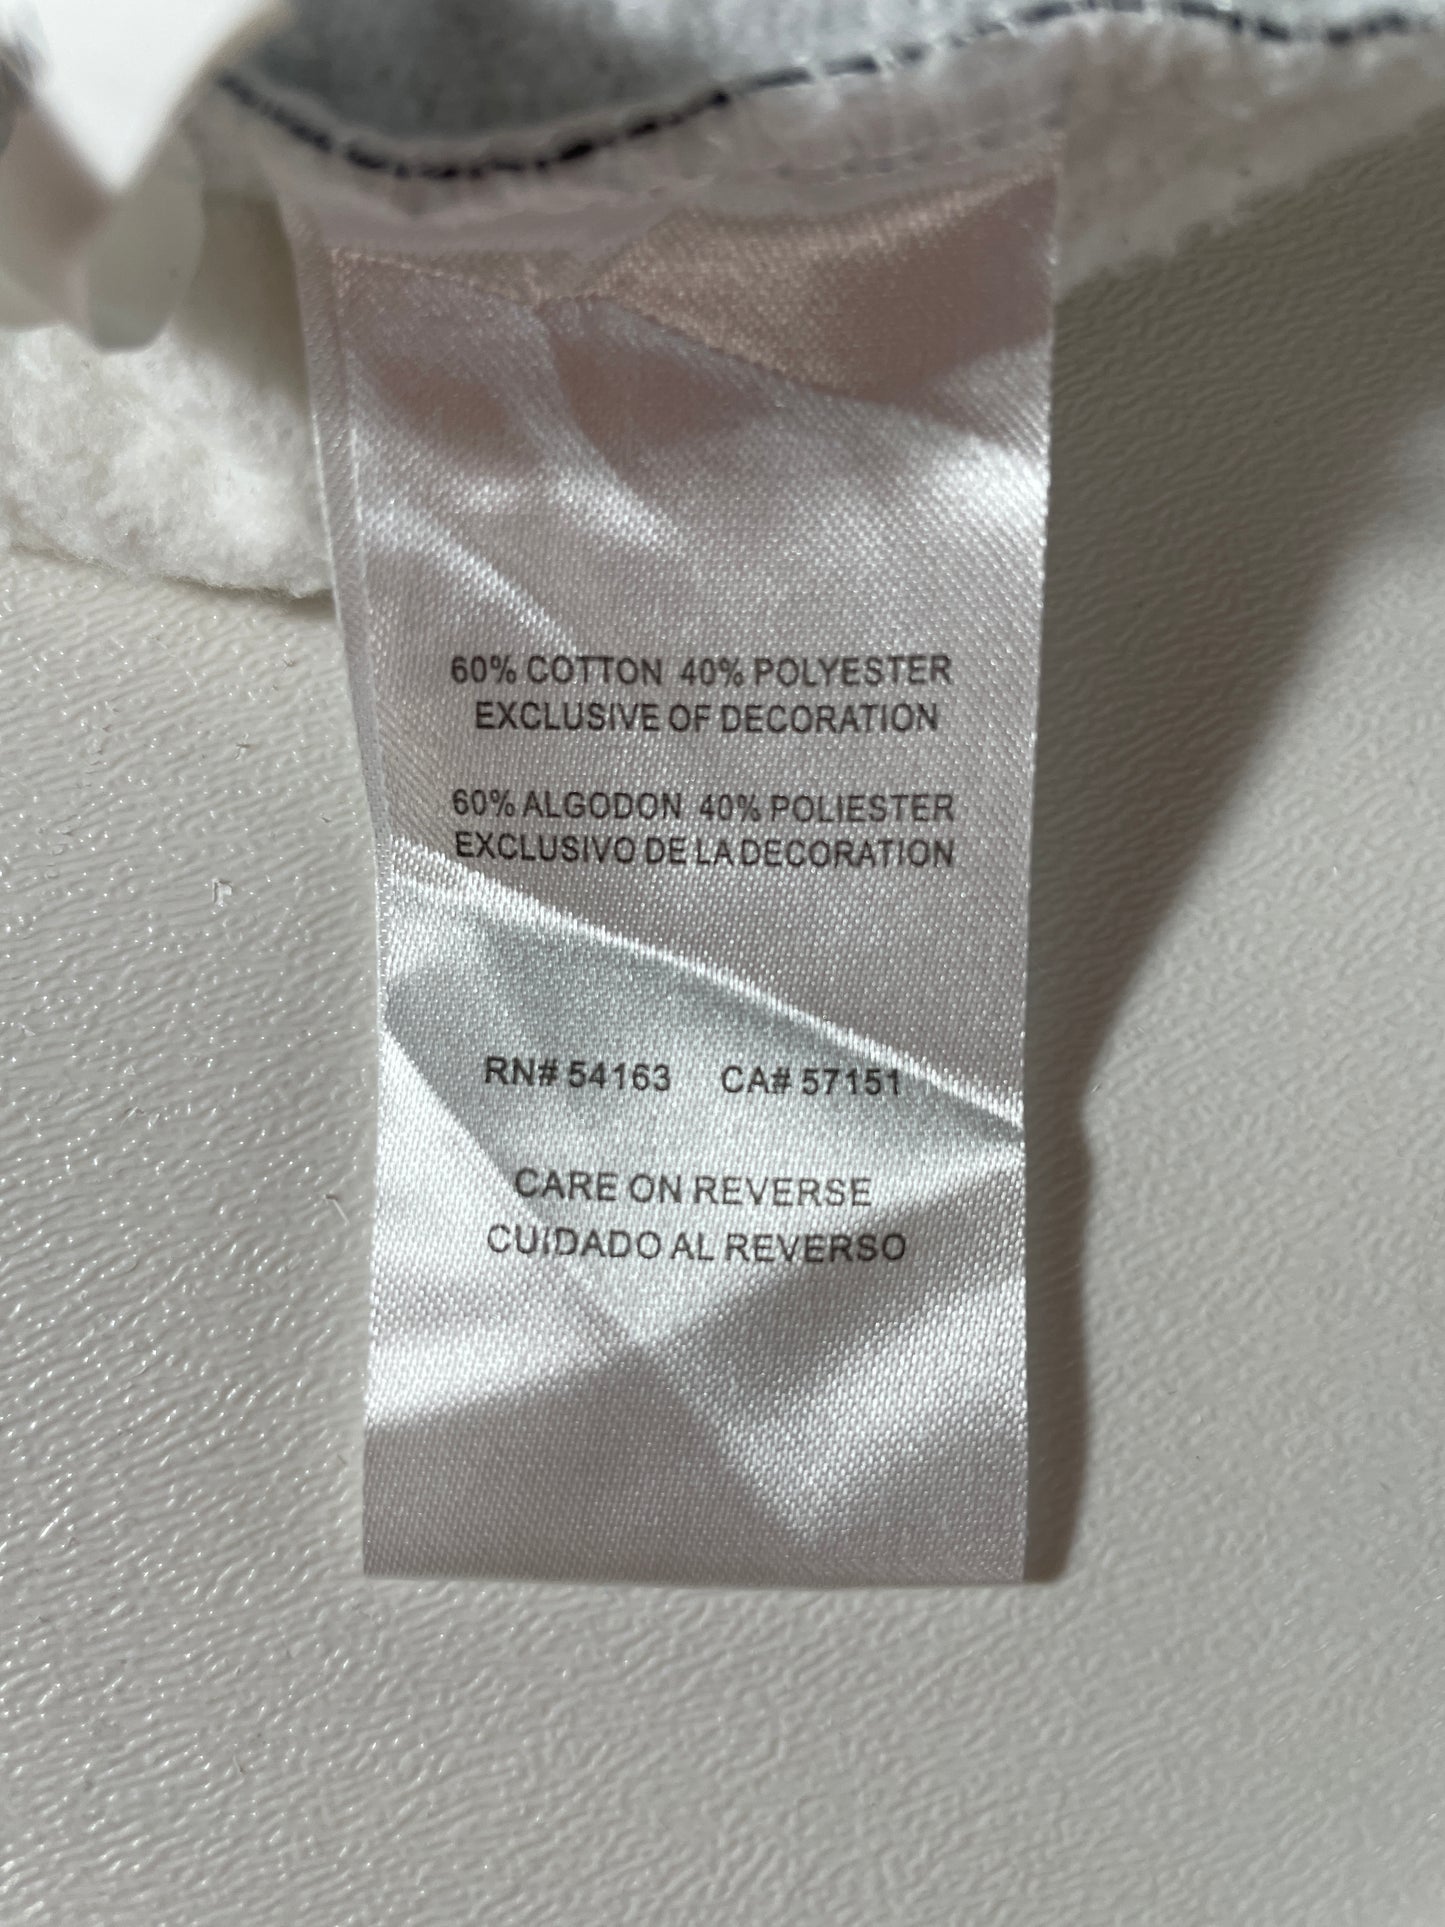 60% COTTON 40% POLYESTER
EXCLUSIVE OF DECORATION
60% ALGODON 40% POLIESTER
EXCLUSIVO DE LA DECORATION
RN# 54163 CA# 57151
CARE ON REVERSE
CUIDADO AL REVERSO